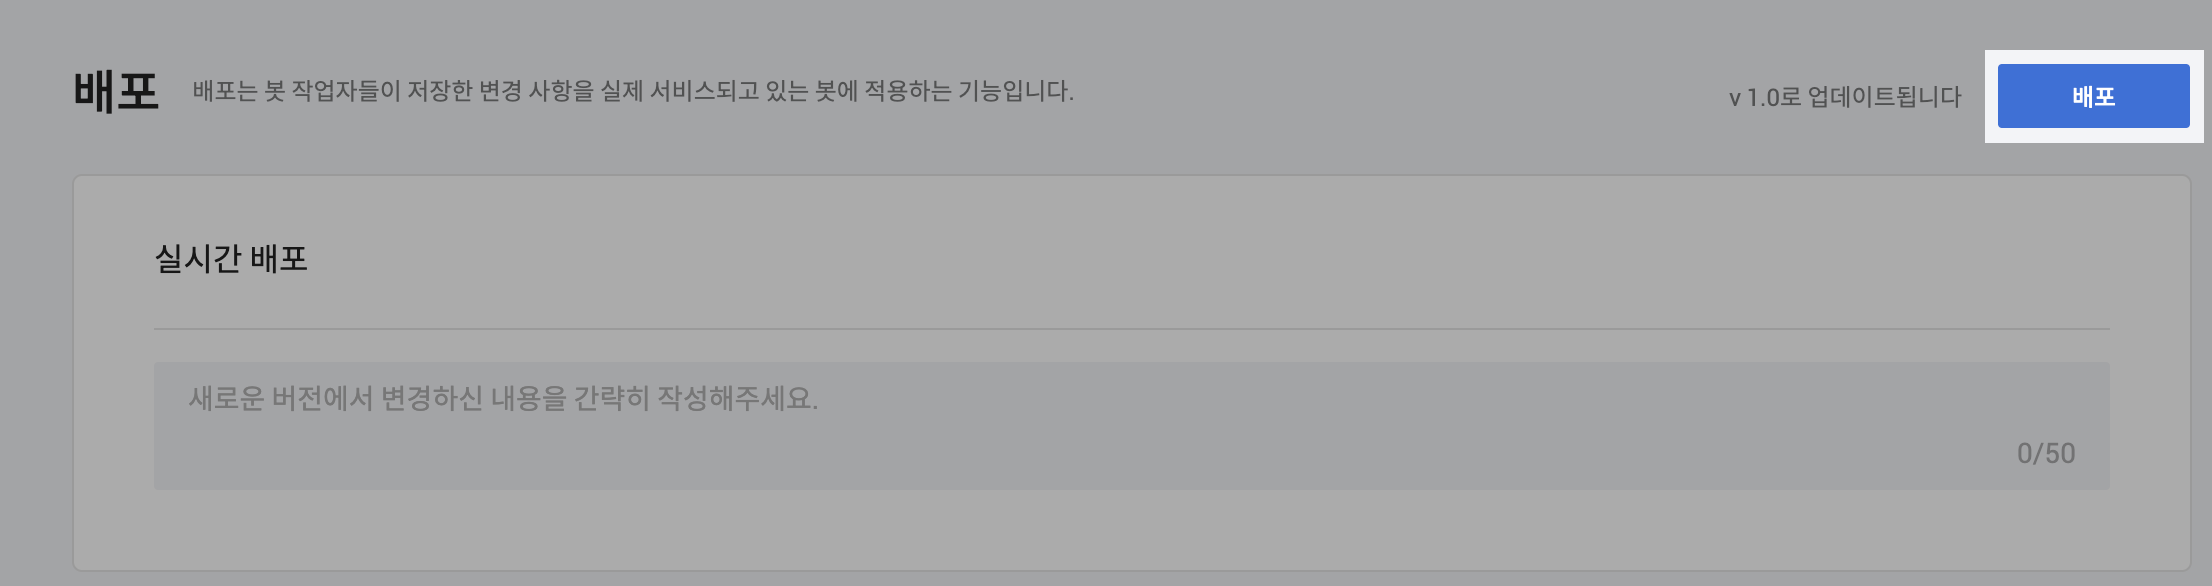 배포
배포는 봇 작업자들이 저장한 변경 사항을 실제 서비스되고 있는 봇에 적용하는 기능입니다.
v 1.0로 업데이트됩니다
배포
실시간 배포
새로운 버전에서 변경하신 내용을 간략히 작성해주세요.
0/50